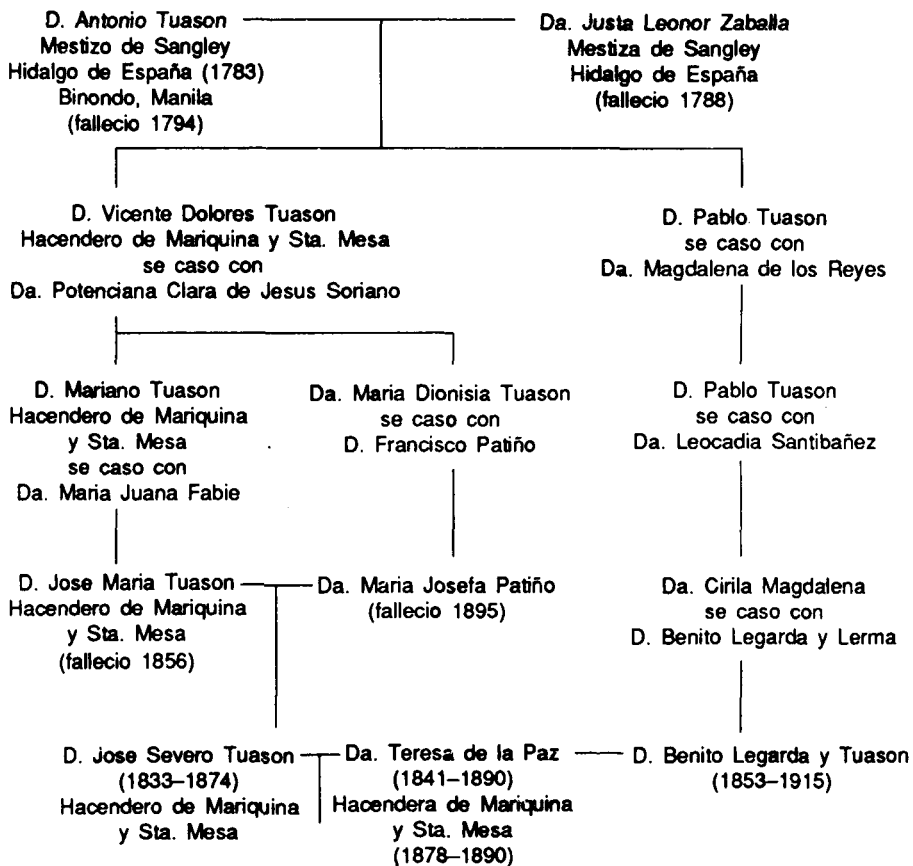 D. Antonio Tuason
Mestizo de Sangley
Hidalgo de España (1783)
Binondo, Manila
(fallecio 1794)
Da. Justa Leonor Zaballa
Mestiza de Sangley
Hidalgo de España
(fallecio 1788)
D. Vicente Dolores Tuason
Hacendero de Mariquina y Sta. Mesa
se caso con
Da. Potenciana Clara de Jesus Soriano
D. Pablo Tuason
se caso con
Da. Magdalena de los Reyes
D. Mariano Tuason
Hacendero de Mariquina
y Sta. Mesa
se caso con
Da. Maria Juana Fabie
Da. Maria Dionisia Tuason
se caso con
D. Francisco Patiño
D. Pablo Tuason
se caso con
Da. Leocadia Santibañez
D. Jose Maria Tuason
Hacendero de Mariquina
y Sta. Mesa
(fallecio 1856)
Da. Maria Josefa Patiño
(fallecio 1895)
Da. Cirila Magdalena
se caso con
D. Benito Legarda y Lerma
D. Jose Severo Tuason
(1833–1874)
Hacendero de Mariquina
y Sta. Mesa
Da. Teresa de la Paz
(1841–1890)
Hacendera de Mariquina
y Sta. Mesa
(1878–1890)
D. Benito Legarda y Tuason
(1853–1915)